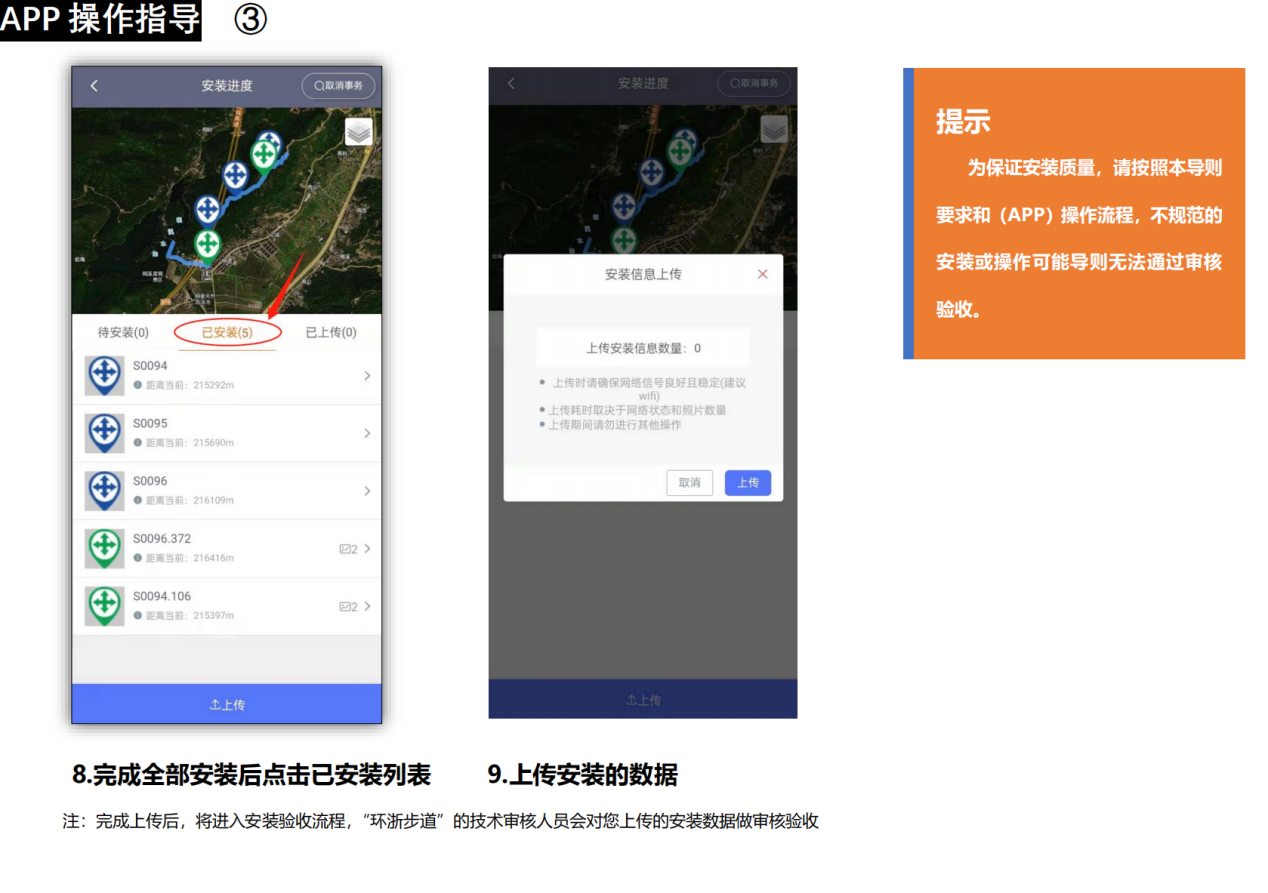 APP 操作指导 ③
安装进度
取消事务
待安装(0)
已安装(5)
已上传(0)
S0094
距离当前：215292m
S0095
距离当前：215690m
S0096
距离当前：216109m
S0096.372
距离当前：216416m
2
S0094.106
距离当前：215397m
2
上传
8.完成全部安装后点击已安装列表
安装进度
取消事务
安装信息上传
上传安装信息数量：0
上传时请确保网络信号良好且稳定(建议
wifi)
上传耗时取决于网络状态和照片数量
上传期间请勿进行其他操作
取消
上传
上传
9.上传安装的数据
提示
为保证安装质量，请按照本导则
要求和（APP）操作流程，不规范的
安装或操作可能导则无法通过审核
验收。
注：完成上传后，将进入安装验收流程，“环浙步道”的技术审核人员会对您上传的安装数据做审核验收